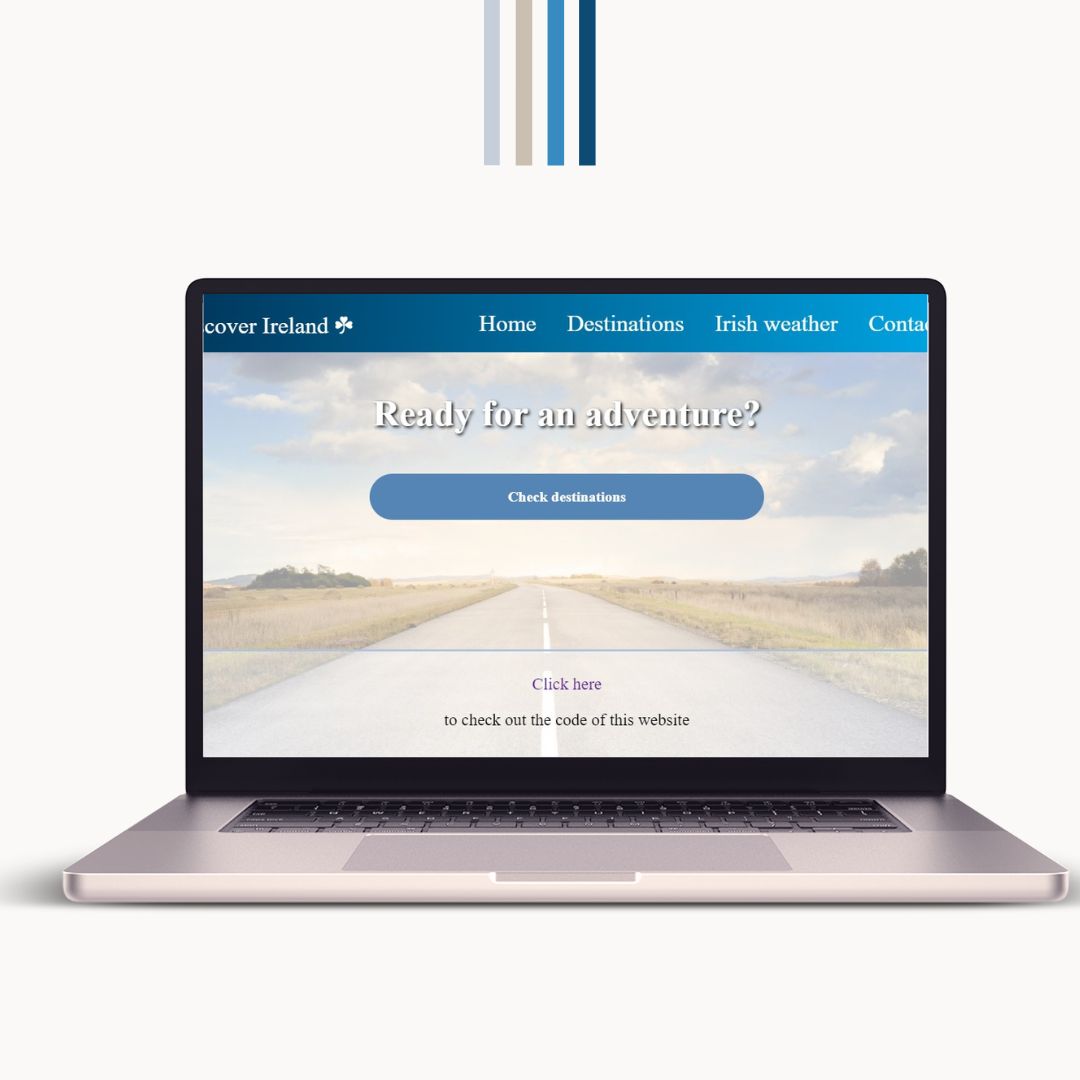 cover Ireland ☘ Home Destinations Irish weather Conta
Ready for an adventure?
Check destinations
Click here
to check out the code of this website